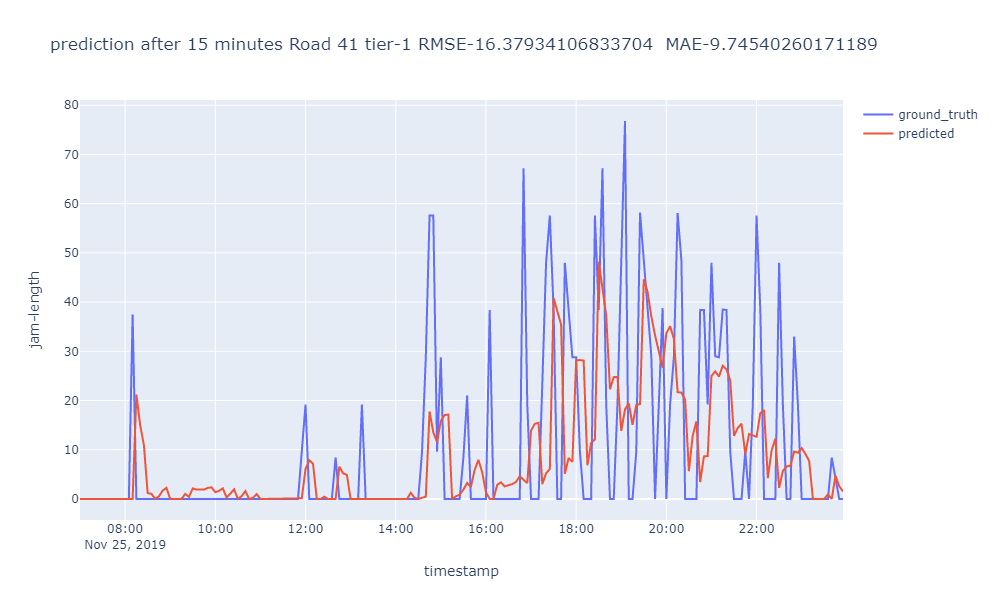 prediction after 15 minutes Road 41 tier-1 RMSE-16.37934106833704  MAE-9.74540260171189
ground_truth
predicted
80
70
60
50
40
30
20
10
0
jam-length
08:00 10:00 12:00 14:00 16:00 18:00 20:00 22:00
Nov 25, 2019
timestamp